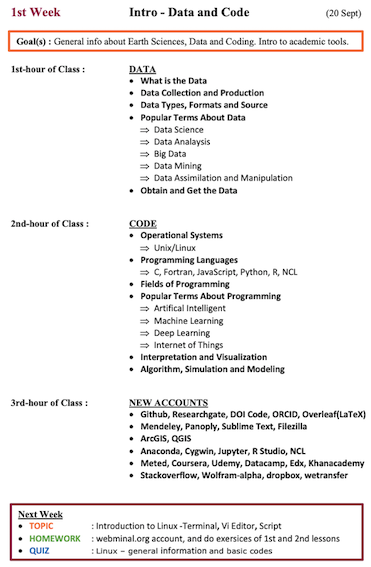 1st Week Intro - Data and Code (20 Sept)
Goal(s) : General info about Earth Sciences, Data and Coding. Intro to academic tools.
1st-hour of Class : DATA
• What is the Data
• Data Collection and Production
• Data Types, Formats and Source
• Popular Terms About Data
⇒ Data Science
⇒ Data Analaysis
⇒ Big Data
⇒ Data Mining
⇒ Data Assimilation and Manipulation
• Obtain and Get the Data
2nd-hour of Class : CODE
• Operational Systems
⇒ Unix/Linux
• Programming Languages
⇒ C, Fortran, JavaScript, Python, R, NCL
• Fields of Programming
• Popular Terms About Programming
⇒ Artifical Intelligent
⇒ Machine Learning
⇒ Deep Learning
⇒ Internet of Things
• Interpretation and Visualization
• Algorithm, Simulation and Modeling
3rd-hour of Class : NEW ACCOUNTS
• Github, Researchgate, DOI Code, ORCID, Overleaf(LaTeX)
• Mendeley, Panoply, Sublime Text, Filezilla
• ArcGIS, QGIS
• Anaconda, Cygwin, Jupyter, R Studio, NCL
• Meted, Coursera, Udemy, Datacamp, Edx, Khanacademy
• Stackoverflow, Wolfram-alpha, dropbox, wetransfer
Next Week
• TOPIC : Introduction to Linux -Terminal, Vi Editor, Script
• HOMEWORK : webminal.org account, and do exersices of 1st and 2nd lessons
• QUIZ : Linux – general information and basic codes